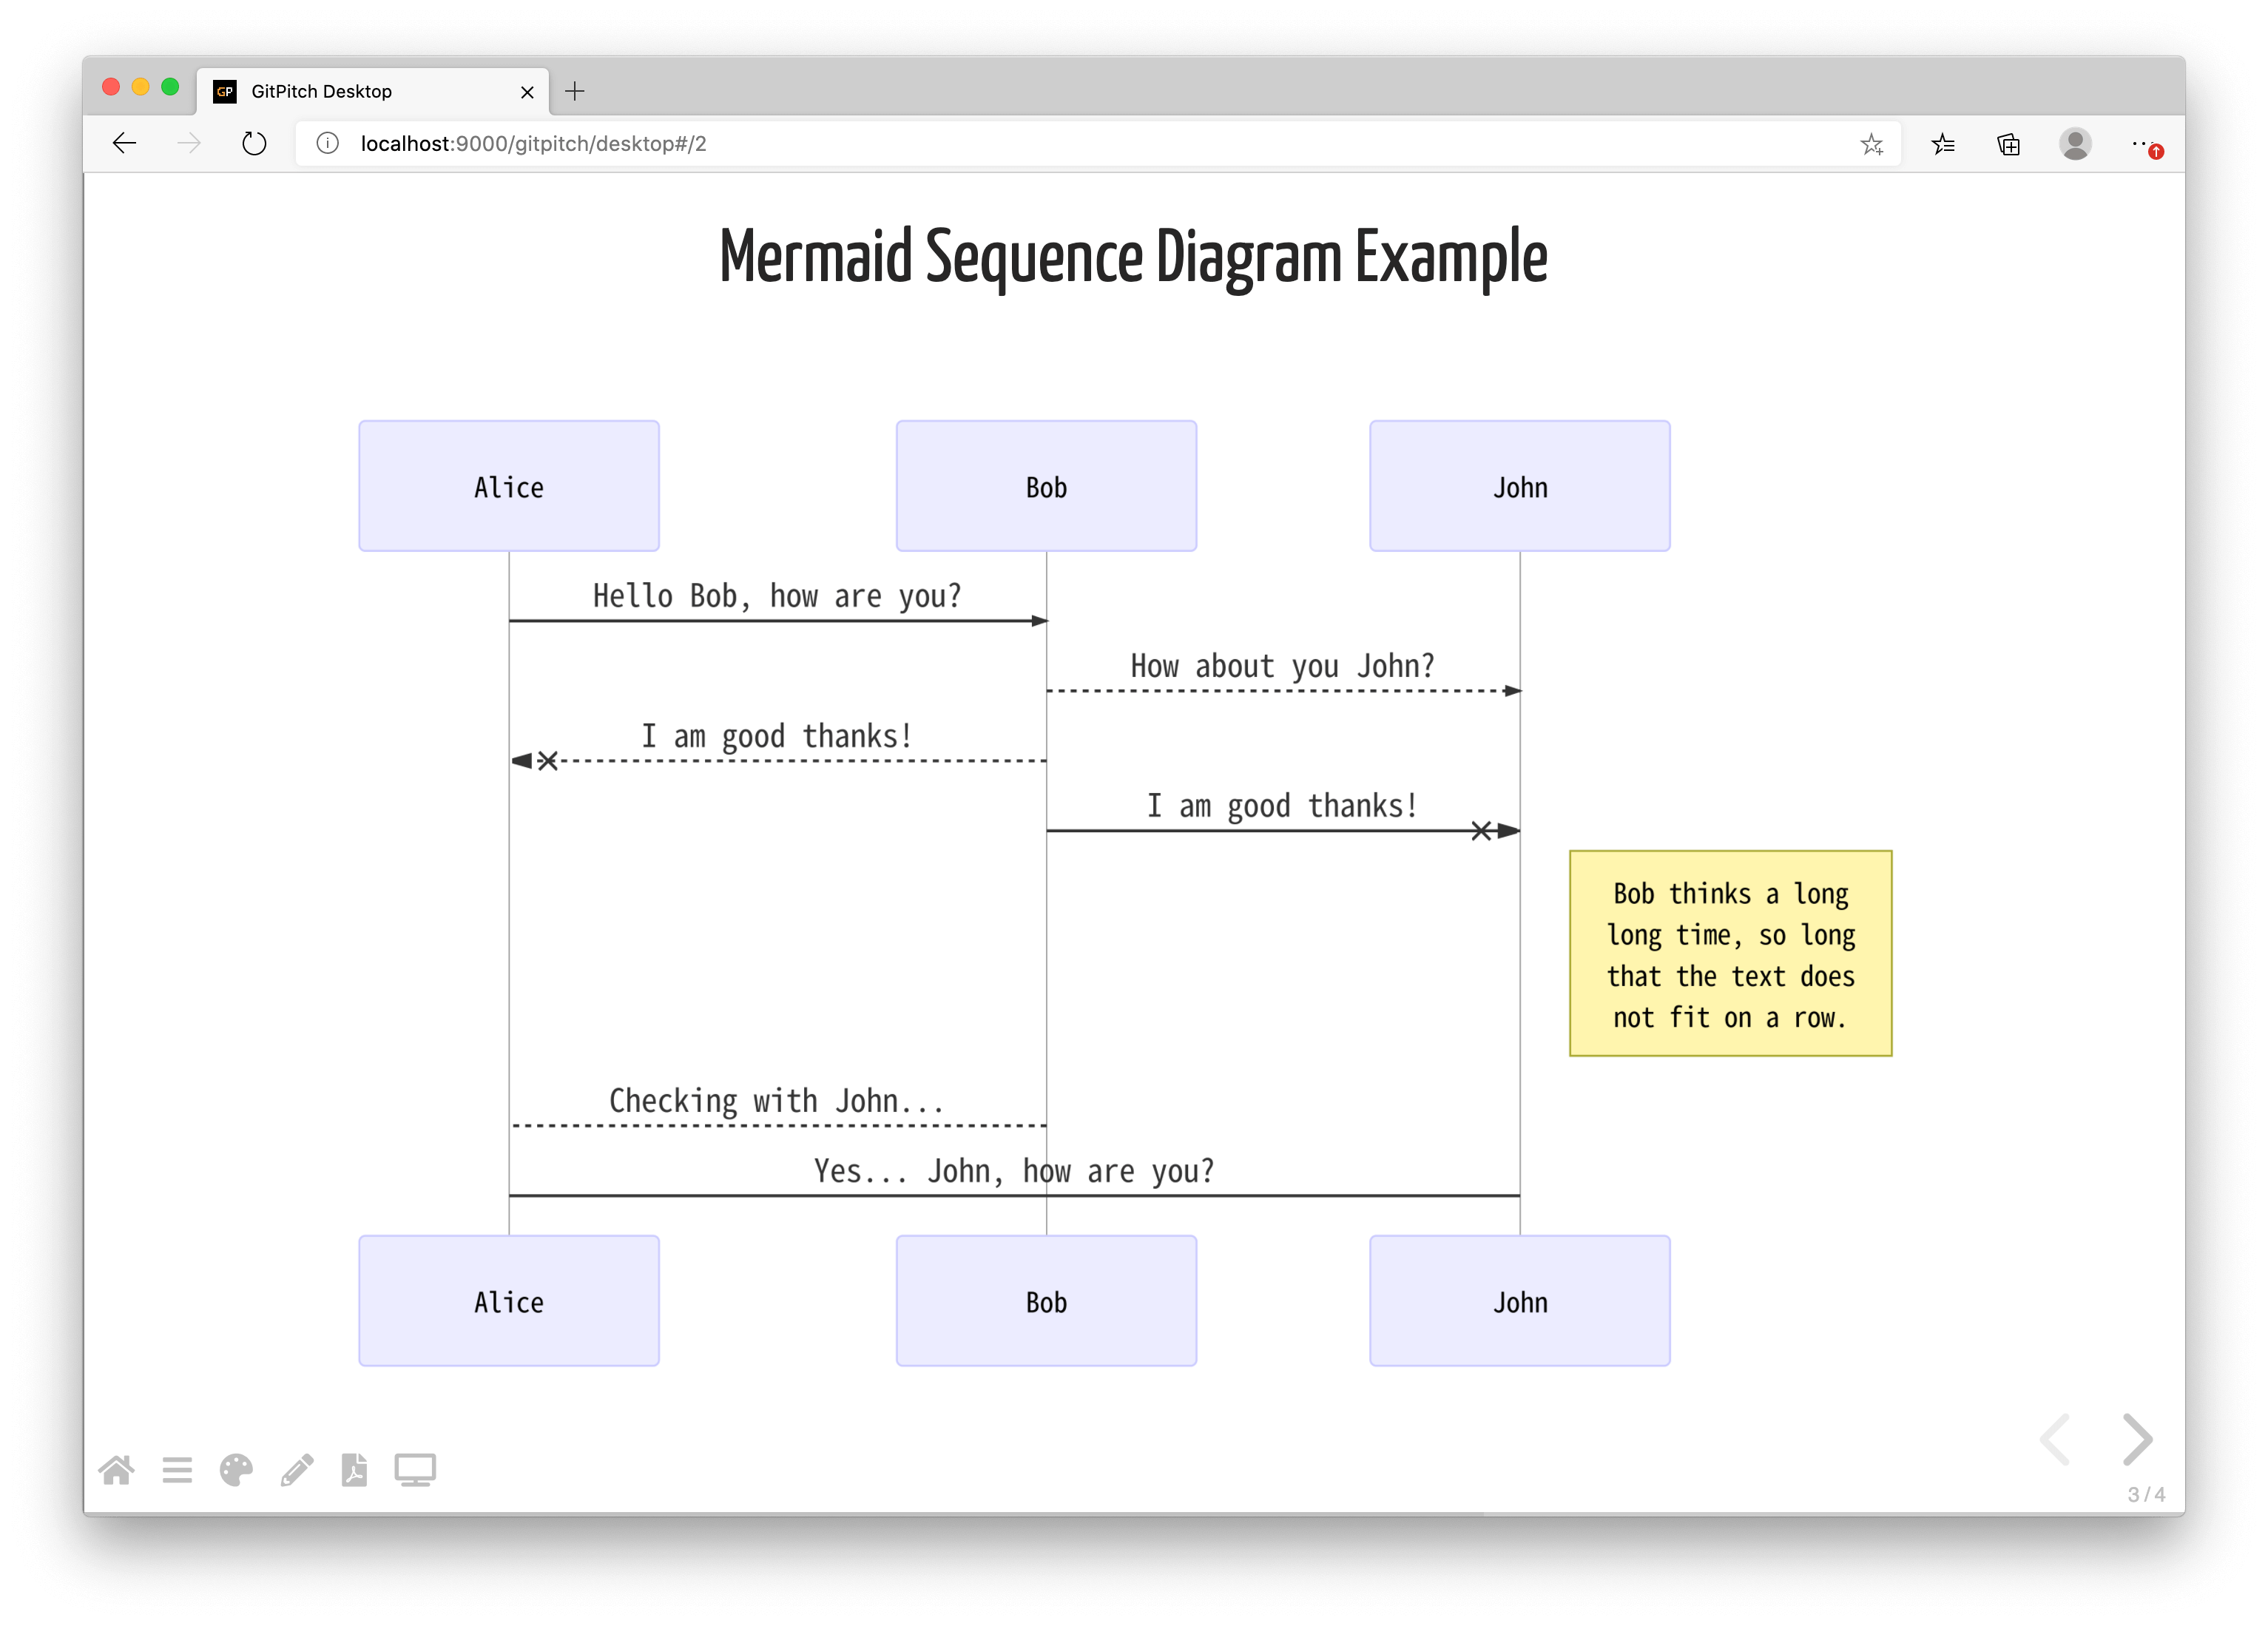 GP GitPitch Desktop
localhost:9000/gitpitch/desktop#/2
Mermaid Sequence Diagram Example
Alice Bob John
Hello Bob, how are you?
How about you John?
I am good thanks!
I am good thanks!
Bob thinks a long
long time, so long
that the text does
not fit on a row.
Checking with John...
Yes... John, how are you?
Alice Bob John
3 / 4